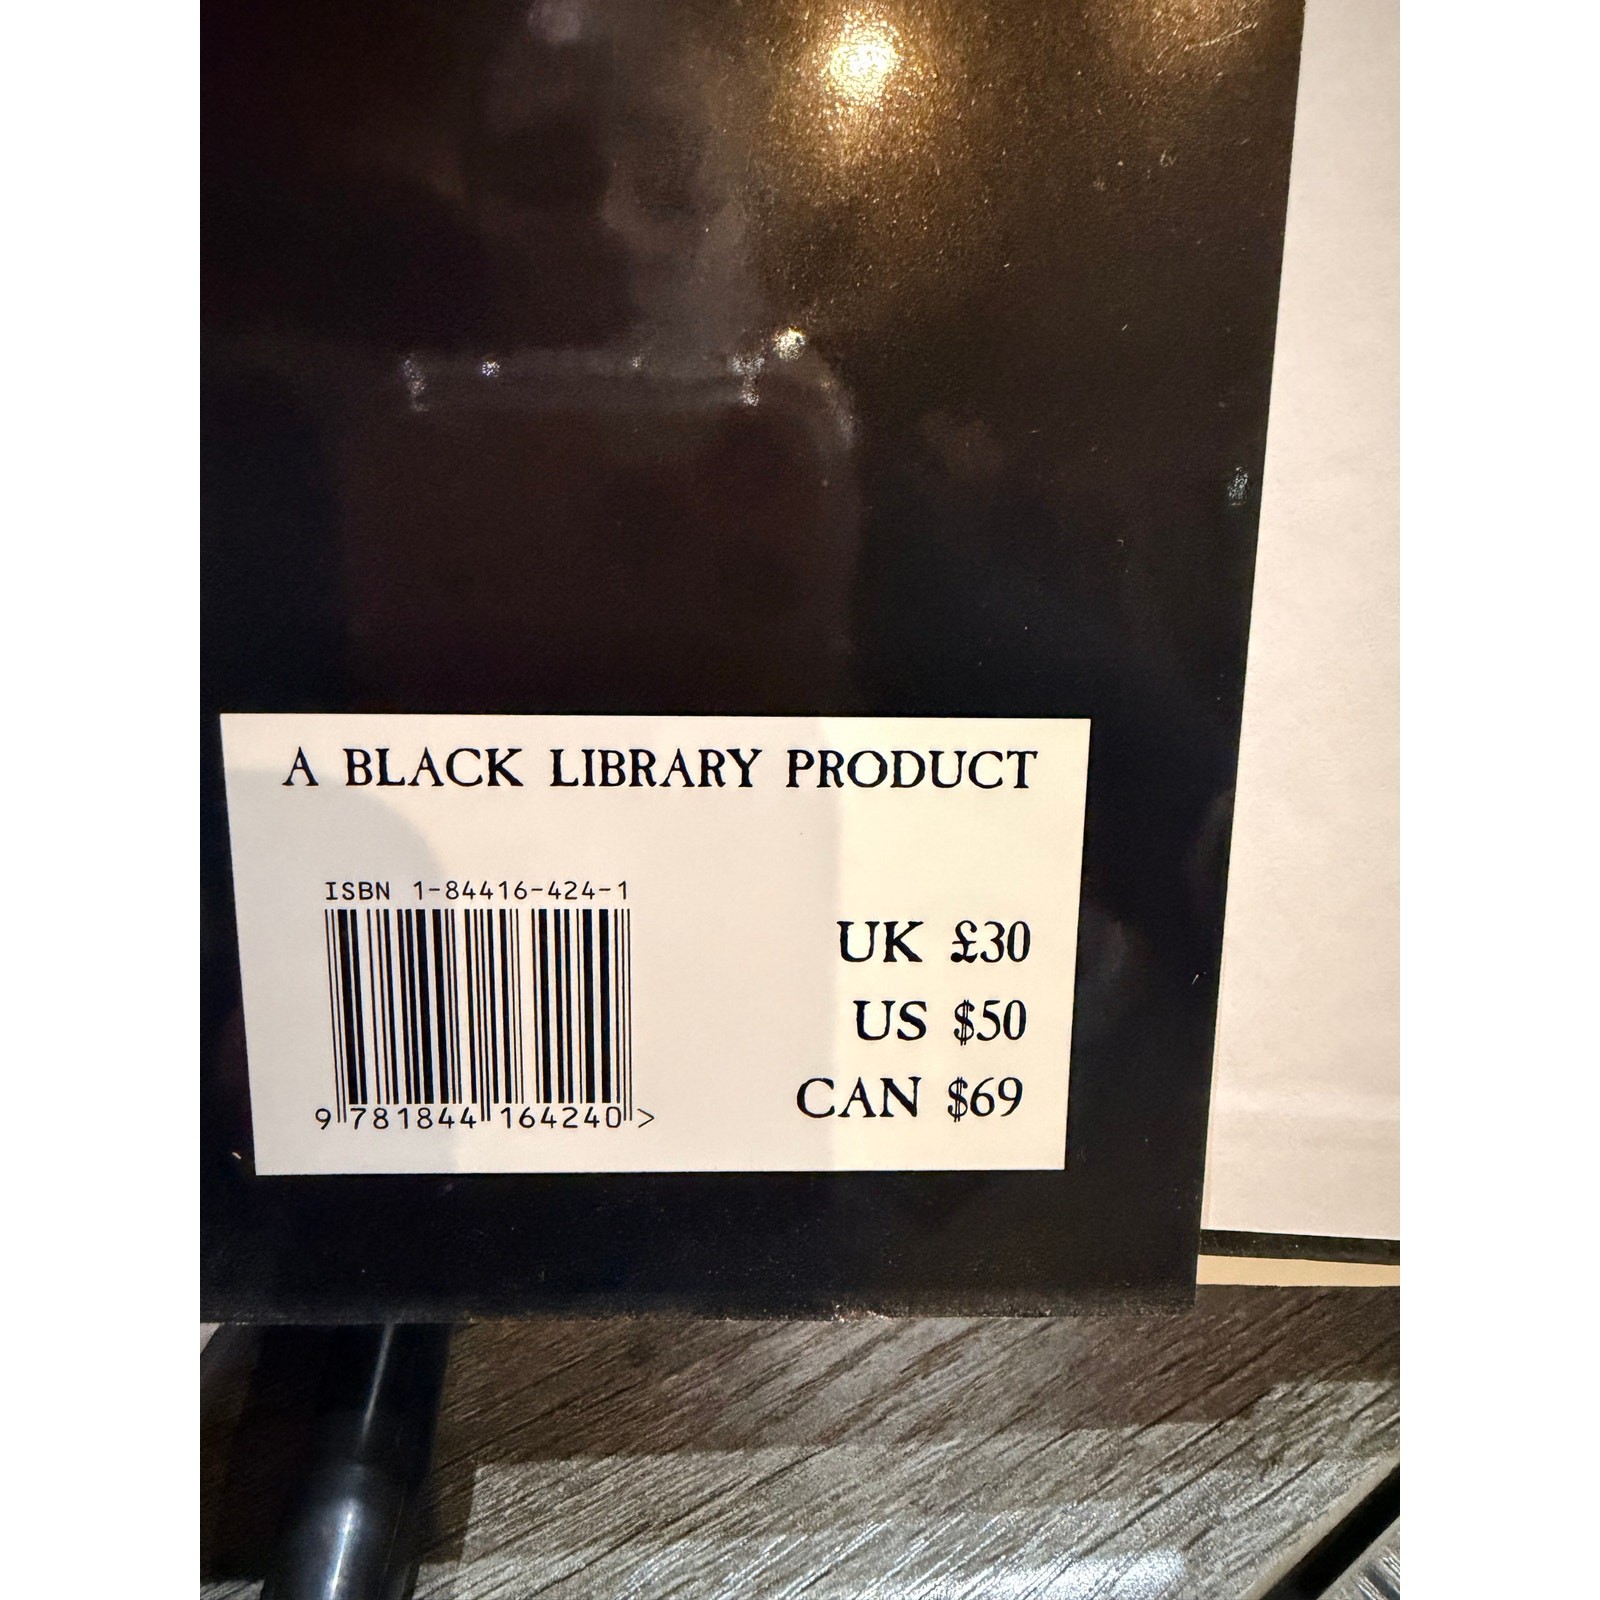 A BLACK LIBRARY PRODUCT
ISBN 1-84416-424-1
9 781844 164240 >
UK £30
US $50
CAN $69